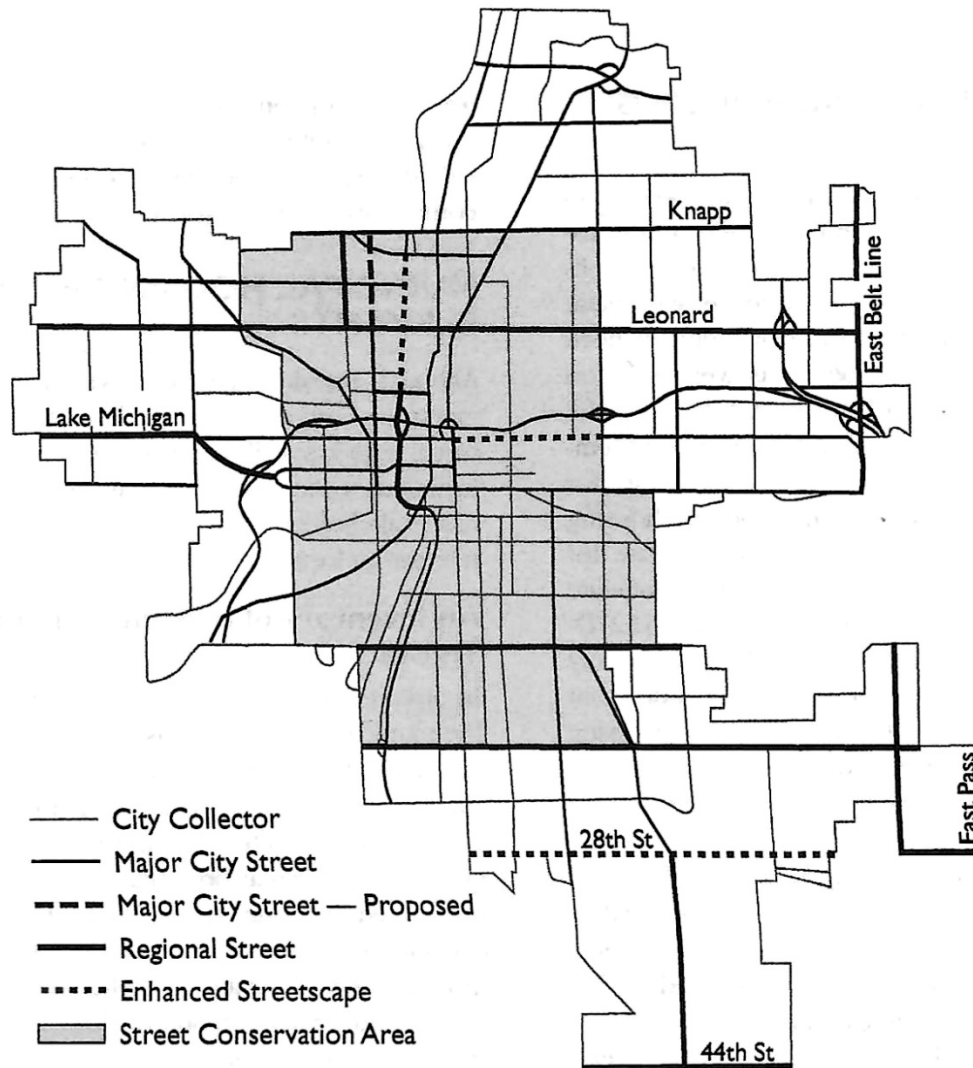 Knapp
Leonard
East Belt Line
Lake Michigan
East Pass
28th St
City Collector
Major City Street
Major City Street — Proposed
Regional Street
Enhanced Streetscape
Street Conservation Area
44th St